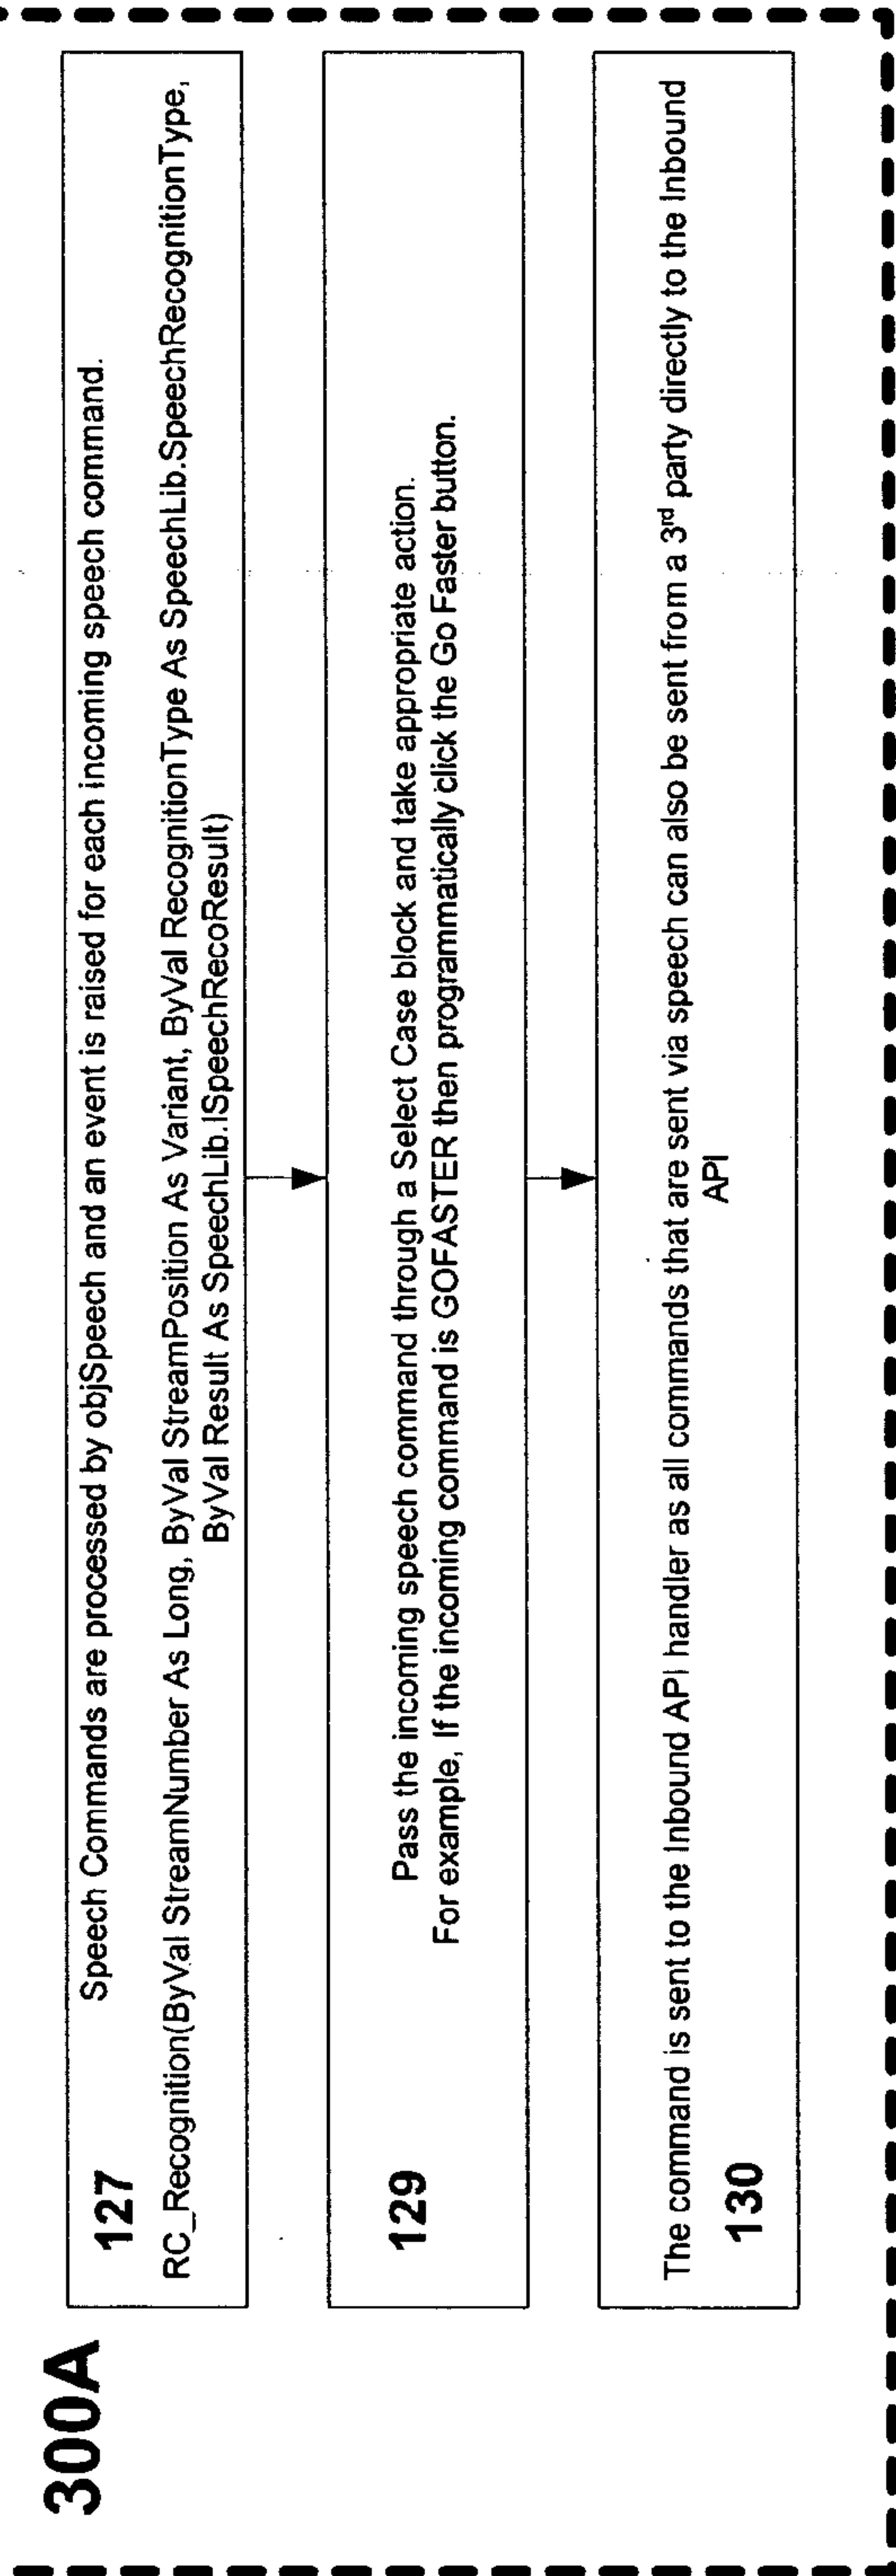 300A
127
Speech Commands are processed by objSpeech and an event is raised for each incoming speech command.
RC_Recognition(ByVal StreamNumber As Long, ByVal StreamPosition As Variant, ByVal RecognitionType As SpeechLib.SpeechRecognitionType,
ByVal Result As SpeechLib.ISpeechRecoResult)
129
Pass the incoming speech command through a Select Case block and take appropriate action.
For example, If the incoming command is GOFASTER then programmatically click the Go Faster button.
The command is sent to the Inbound API handler as all commands that are sent via speech can also be sent from a 3rd party directly to the Inbound
API
130